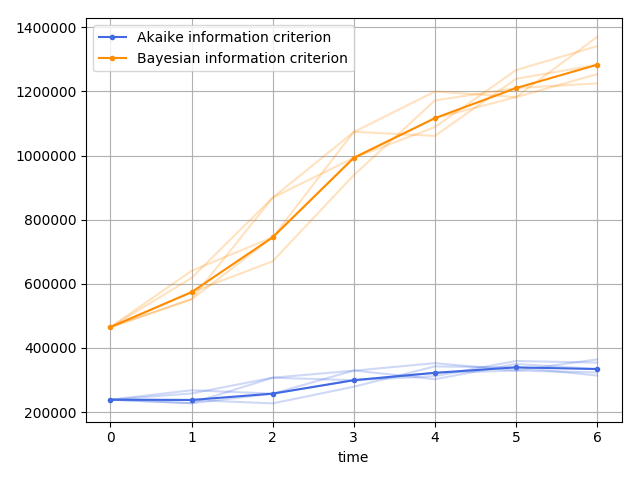 1400000
1200000
1000000
800000
600000
400000
200000
Akaike information criterion
Bayesian information criterion
0 1 2 3 4 5 6
time